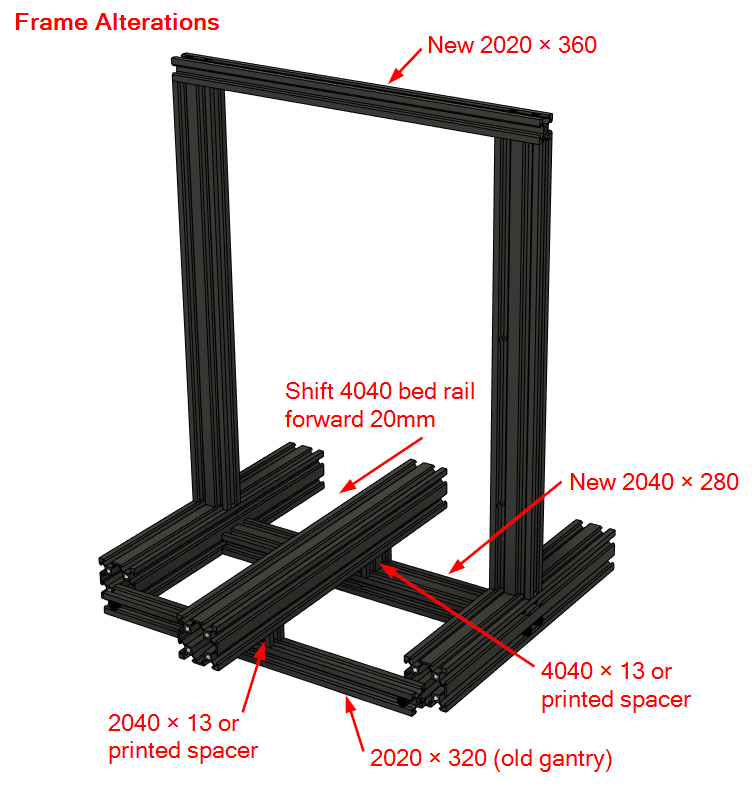 Frame Alterations
New 2020 × 360
Shift 4040 bed rail
forward 20mm
New 2040 × 280
4040 × 13 or
printed spacer
2040 × 13 or
printed spacer
2020 × 320 (old gantry)